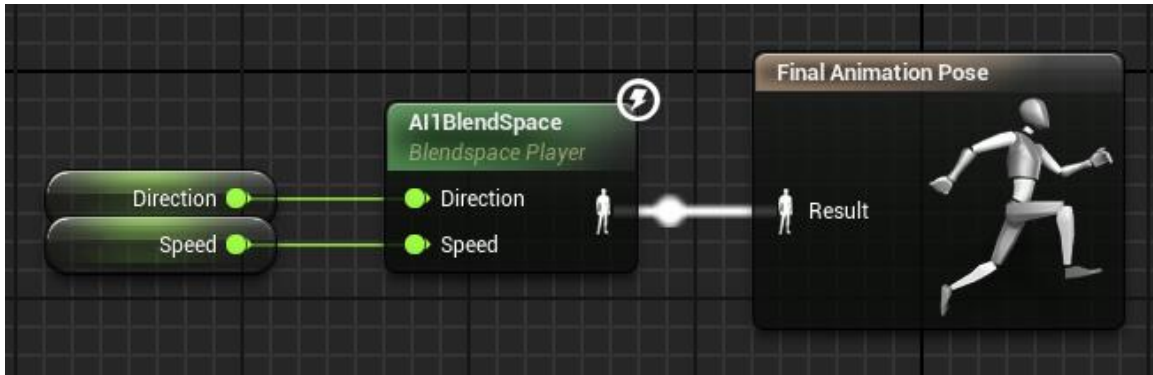 Final Animation Pose
AI1BlendSpace
Blendspace Player
Direction
Direction
Speed
Speed
Result